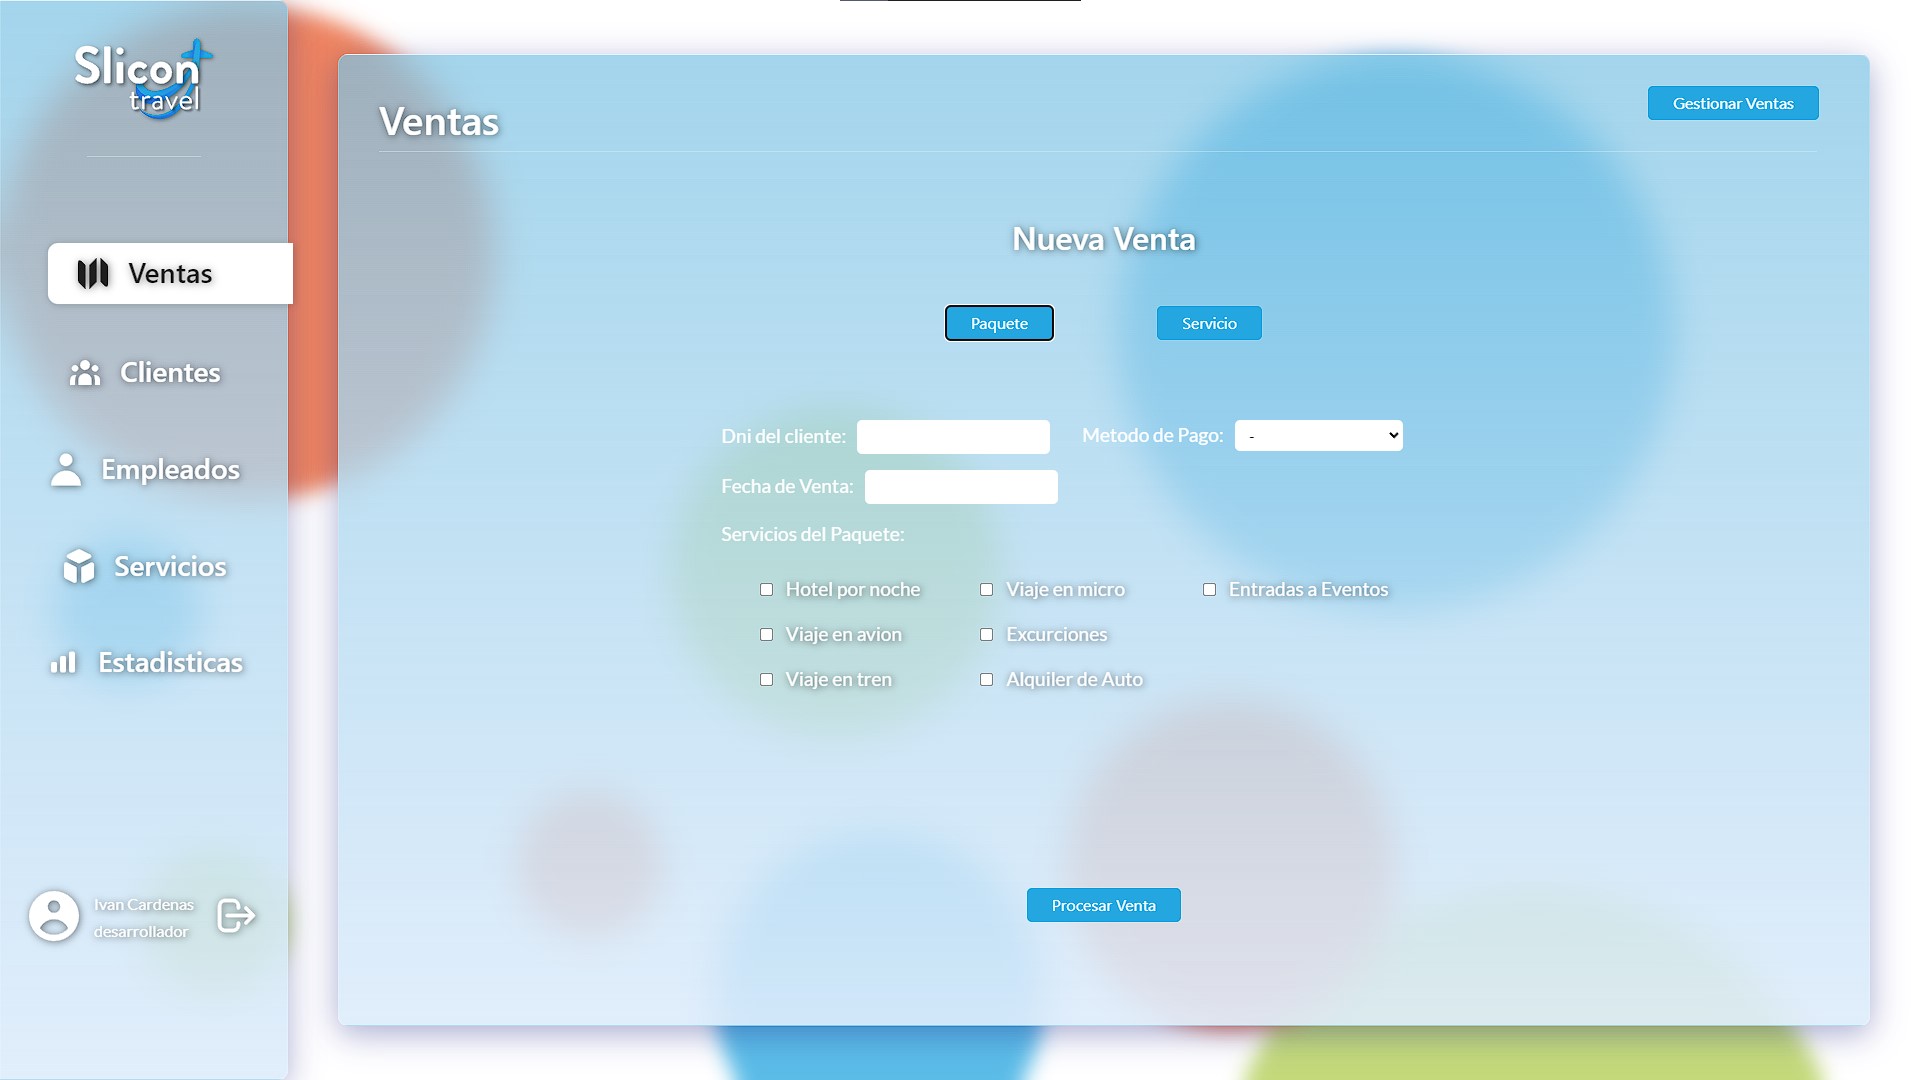 Slicon
travel
Ventas
Clientes
Empleados
Servicios
Estadisticas
Ivan Cardenas
desarrollador
Ventas
Gestionar Ventas
Nueva Venta
Paquete
Servicio
Dni del cliente:
Metodo de Pago: -
Fecha de Venta:
Servicios del Paquete:
Hotel por noche
Viaje en micro
Entradas a Eventos
Viaje en avion
Excurciones
Viaje en tren
Alquiler de Auto
Procesar Venta